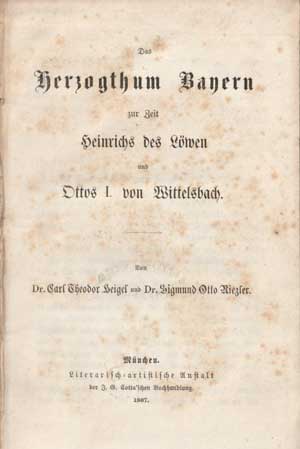 Das
Herzogthum Bayern
zur Zeit
Heinrichs des Löwen
und
Ottos I. von Wittelsbach.
Von
Dr. Carl Theodor Heigel und Dr. Sigmund Otto Riezler.
München.
Literarisch-artistische Anstalt
der J. G. Cotta'schen Buchhandlung.
1867.